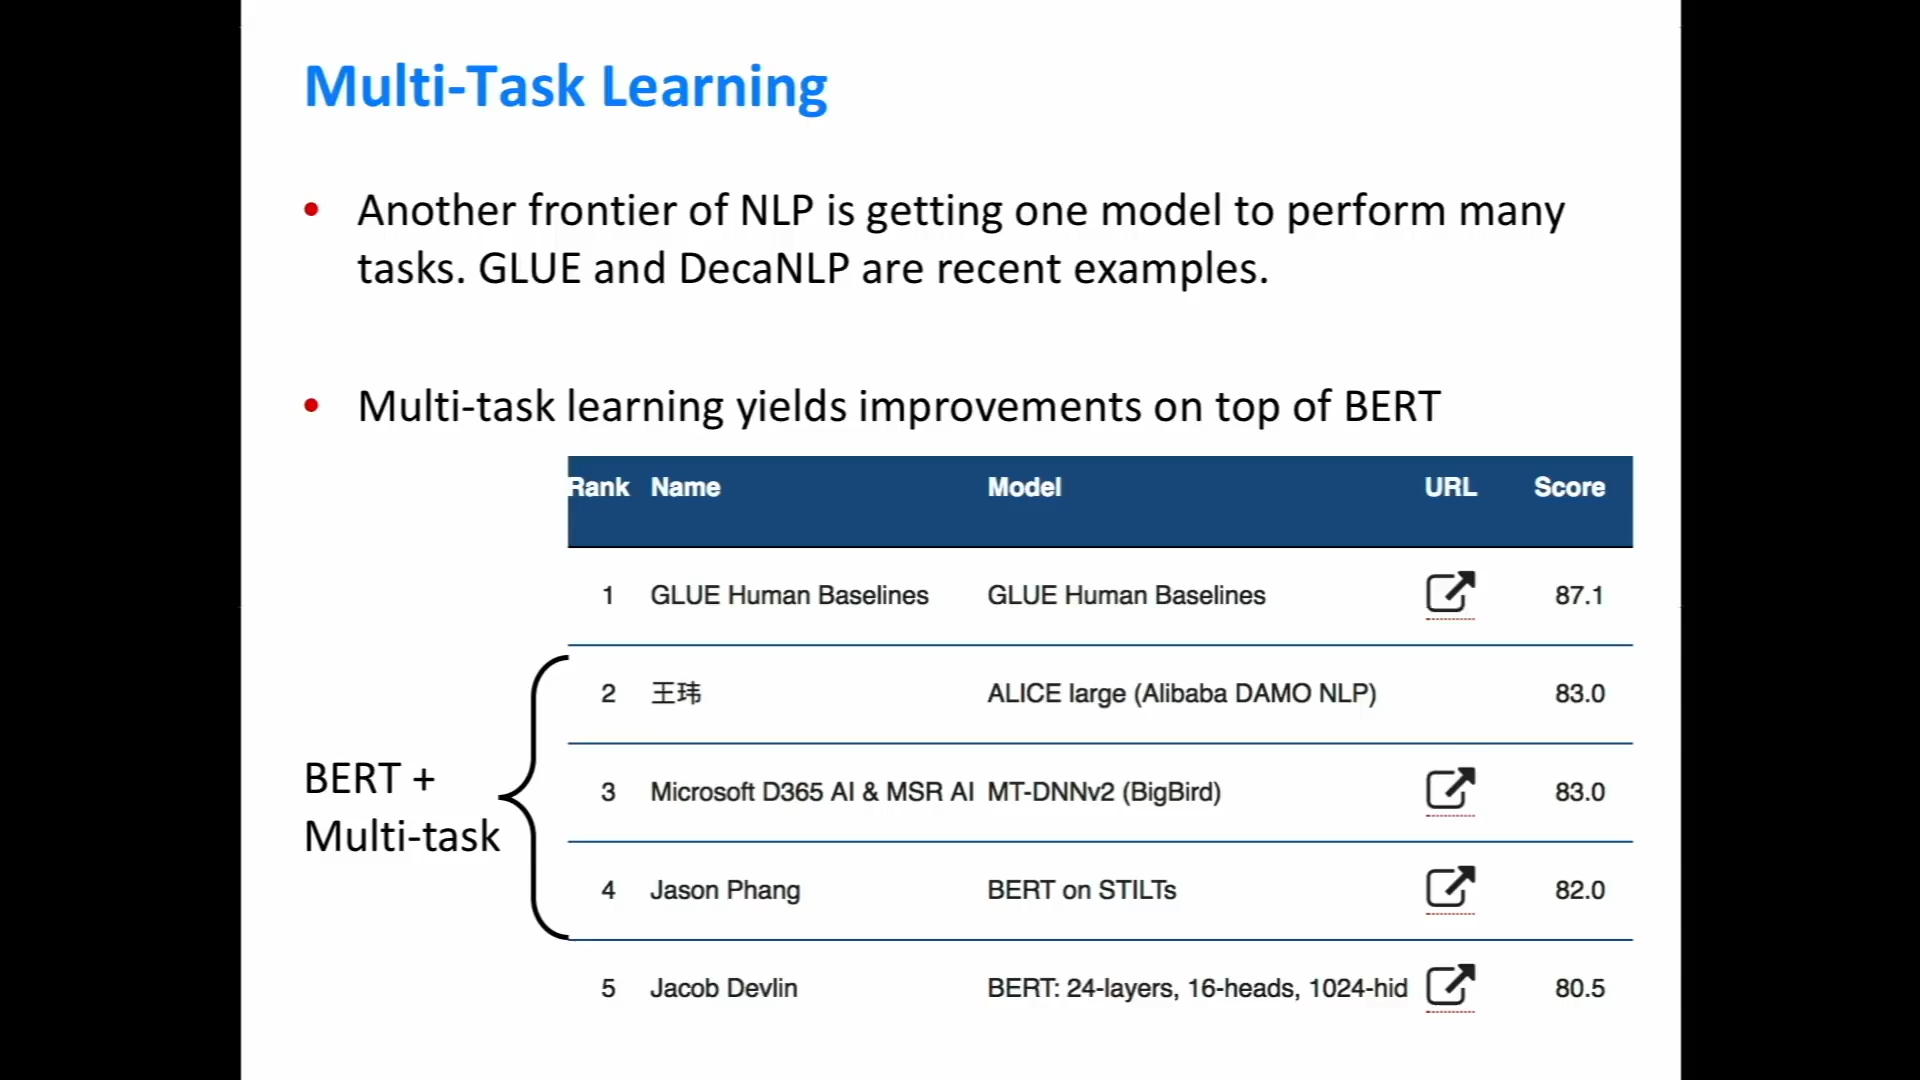 Multi-Task Learning
• Another frontier of NLP is getting one model to perform many
tasks. GLUE and DecaNLP are recent examples.
• Multi-task learning yields improvements on top of BERT
Rank Name Model URL Score
1 GLUE Human Baselines GLUE Human Baselines 87.1
2 王玮 ALICE large (Alibaba DAMO NLP) 83.0
3 Microsoft D365 AI & MSR AI MT-DNNv2 (BigBird) 83.0
4 Jason Phang BERT on STILTs 82.0
5 Jacob Devlin BERT: 24-layers, 16-heads, 1024-hid 80.5
BERT +
Multi-task